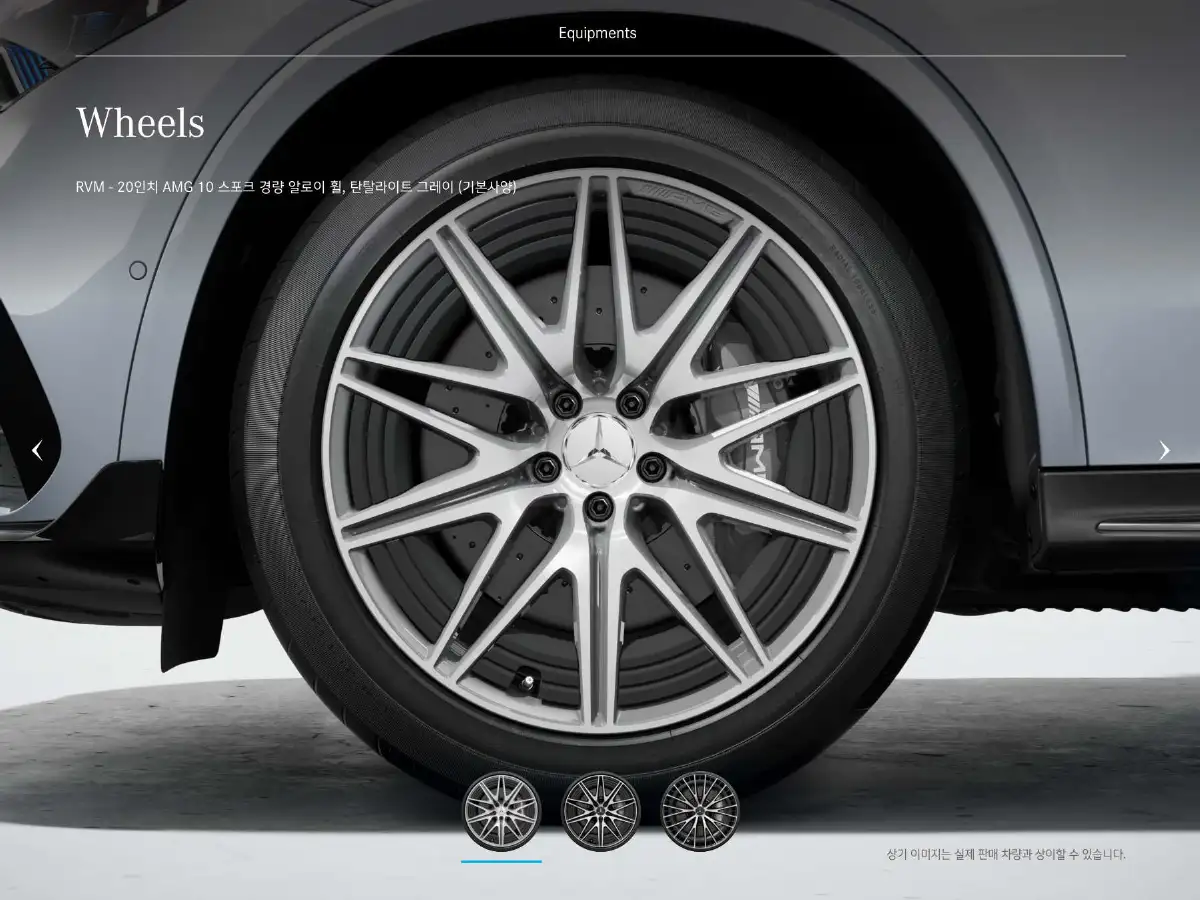 Equipments
Wheels
RVM - 20인치 AMG 10 스포크 경량 알로이 휠, 탄탈라이트 그레이 (기본사양)
AMG
AMG
상기 이미지는 실제 판매 차량과 상이할 수 있습니다.